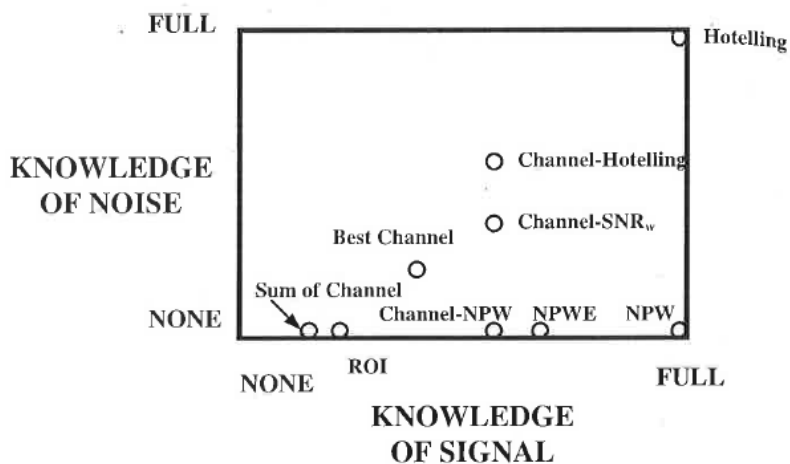 FULL
Hotelling
KNOWLEDGE
OF NOISE
Channel-Hotelling
Channel-SNRw
Best Channel
Sum of Channel
NONE
Channel-NPW
NPWE
NPW
ROI
NONE
FULL
KNOWLEDGE
OF SIGNAL